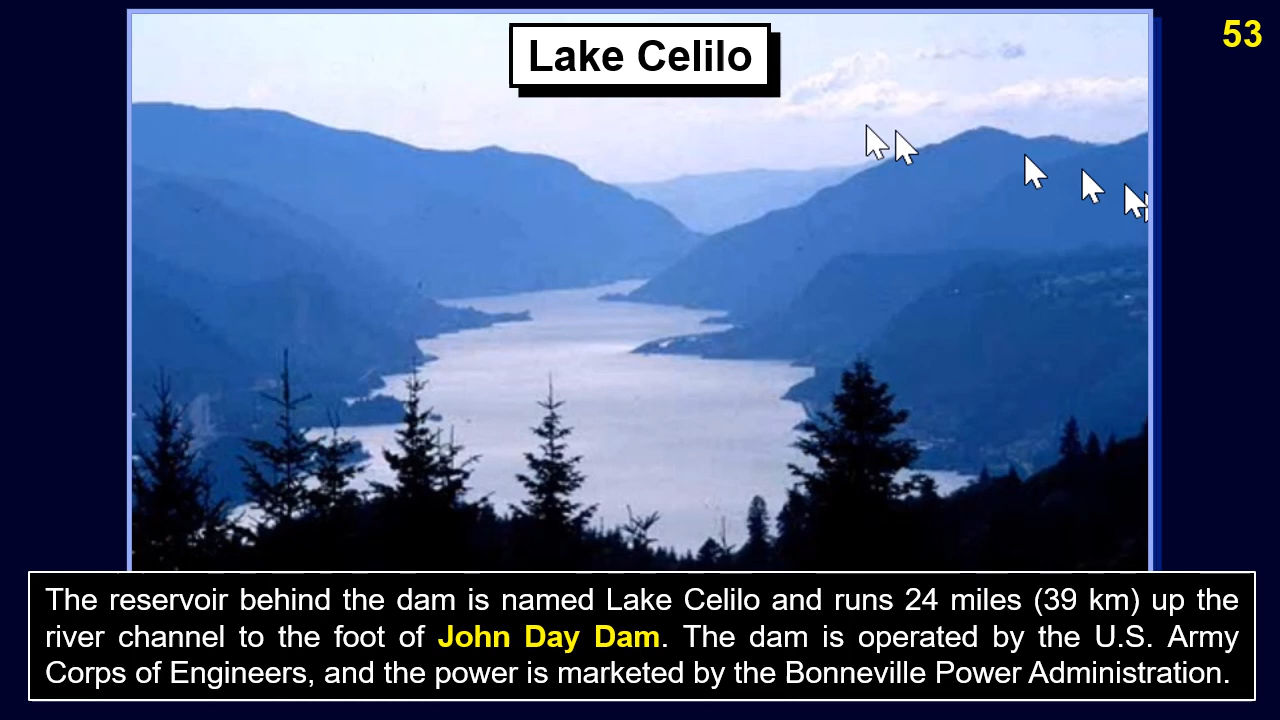 53
Lake Celilo
The reservoir behind the dam is named Lake Celilo and runs 24 miles (39 km) up the
river channel to the foot of John Day Dam. The dam is operated by the U.S. Army
Corps of Engineers, and the power is marketed by the Bonneville Power Administration.